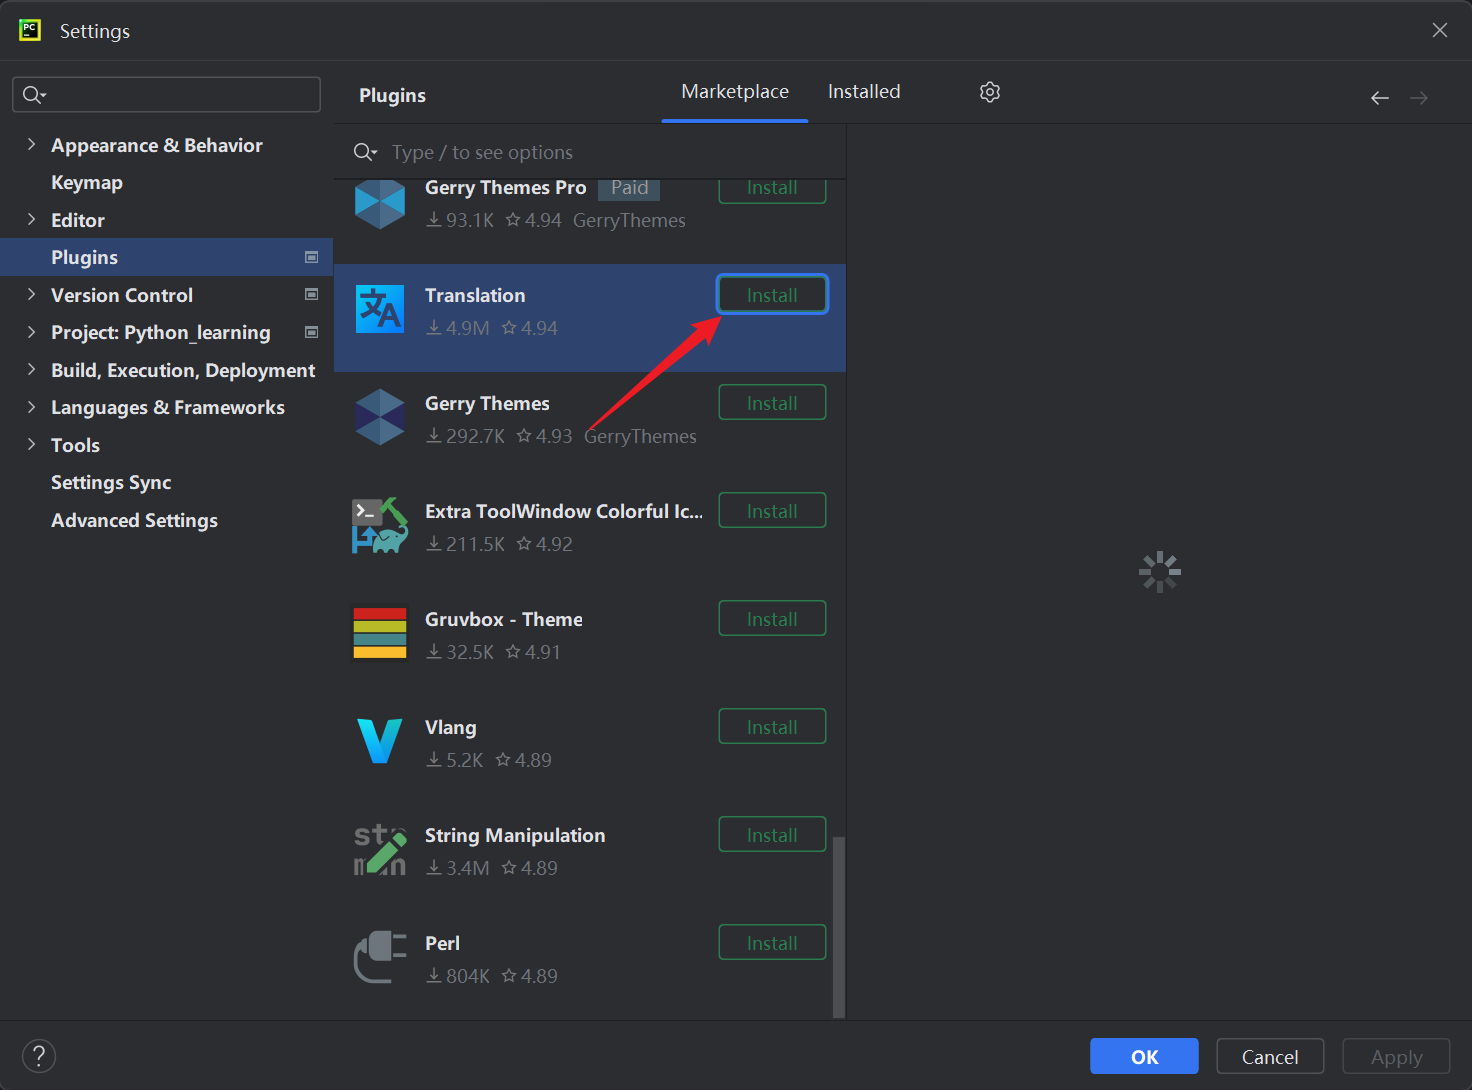 Settings
Plugins
Marketplace
Installed
Appearance & Behavior
Keymap
Editor
Plugins
Version Control
Project: Python_learning
Build, Execution, Deployment
Languages & Frameworks
Tools
Settings Sync
Advanced Settings
Type / to see options
Gerry Themes Pro Paid Install
93.1K 4.94 GerryThemes
Translation Install
4.9M 4.94
Gerry Themes Install
292.7K 4.93 GerryThemes
Extra ToolWindow Colorful Ic... Install
211.5K 4.92
Gruvbox - Theme Install
32.5K 4.91
Vlang Install
5.2K 4.89
String Manipulation Install
3.4M 4.89
Perl Install
804K 4.89
? OK Cancel Apply